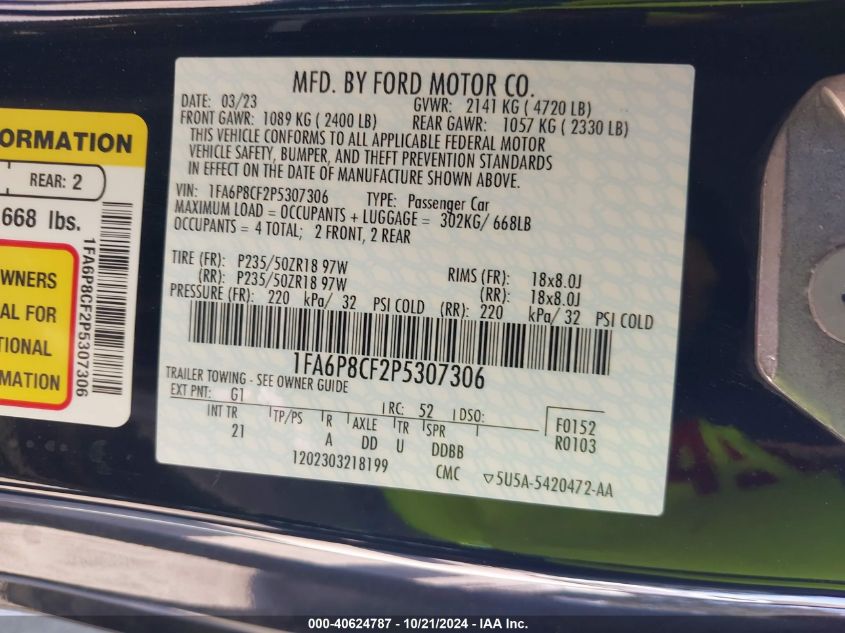 MFD. BY FORD MOTOR CO.
DATE: 03/23 GVWR: 2141 KG ( 4720 LB)
FRONT GAWR: 1089 KG ( 2400 LB) REAR GAWR: 1057 KG ( 2330 LB)
THIS VEHICLE CONFORMS TO ALL APPLICABLE FEDERAL MOTOR
VEHICLE SAFETY, BUMPER, AND THEFT PREVENTION STANDARDS
IN EFFECT ON THE DATE OF MANUFACTURE SHOWN ABOVE.
VIN: 1FA6P8CF2P5307306 TYPE: Passenger Car
MAXIMUM LOAD = OCCUPANTS + LUGGAGE = 302KG/ 668LB
OCCUPANTS = 4 TOTAL; 2 FRONT, 2 REAR
TIRE (FR): P235/50ZR18 97W RIMS (FR): 18x8.0J
(RR): P235/50ZR18 97W (RR): 18x8.0J
PRESSURE (FR): 220 kPa/ 32 PSI COLD (RR): 220 kPa/ 32 PSI COLD
1FA6P8CF2P5307306
TRAILER TOWING - SEE OWNER GUIDE
EXT PNT: G1 RC: 52 DSO:
F0152
R0103
INT TR TP/PS R AXLE TR SPR
21 A DD U DDBB
1202303218199 CMC ▽5U5A-5420472-AA
ORMATION
REAR: 2
668 lbs.
WNERS
AL FOR
TIONAL
RMATION
1FA6P8CF2P5307306
000-40624787 - 10/21/2024 - IAA Inc.